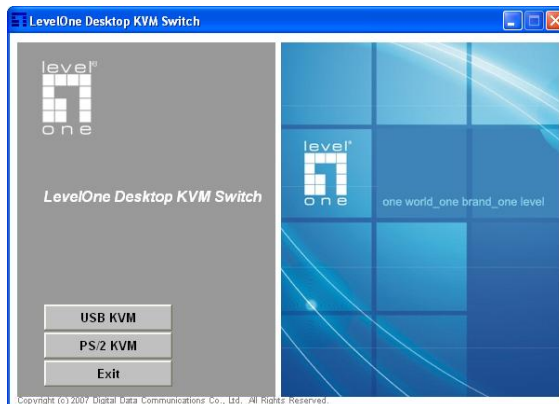 LevelOne Desktop KVM Switch
level®
one
level®
one
one world_one brand_one level
LevelOne Desktop KVM Switch
USB KVM
PS/2 KVM
Exit
Copyright (c) 2007 Digital Data Communications Co., Ltd. All Rights Reserved.